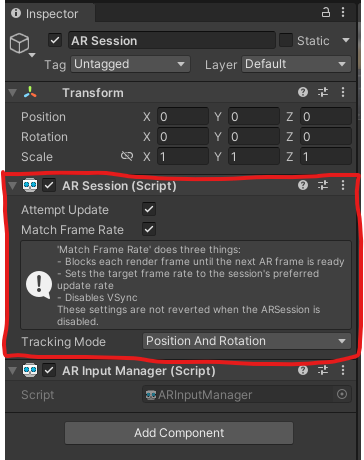 Inspector
AR Session
Static
Tag Untagged Layer Default
Transform
Position X 0 Y 0 Z 0
Rotation X 0 Y 0 Z 0
Scale X 1 Y 1 Z 1
AR Session (Script)
Attempt Update
Match Frame Rate
'Match Frame Rate' does three things:
- Blocks each render frame until the next AR frame is ready
- Sets the target frame rate to the session's preferred
update rate
- Disables VSync
These settings are not reverted when the ARSession is
disabled.
Tracking Mode Position And Rotation
AR Input Manager (Script)
Script ARInputManager
Add Component